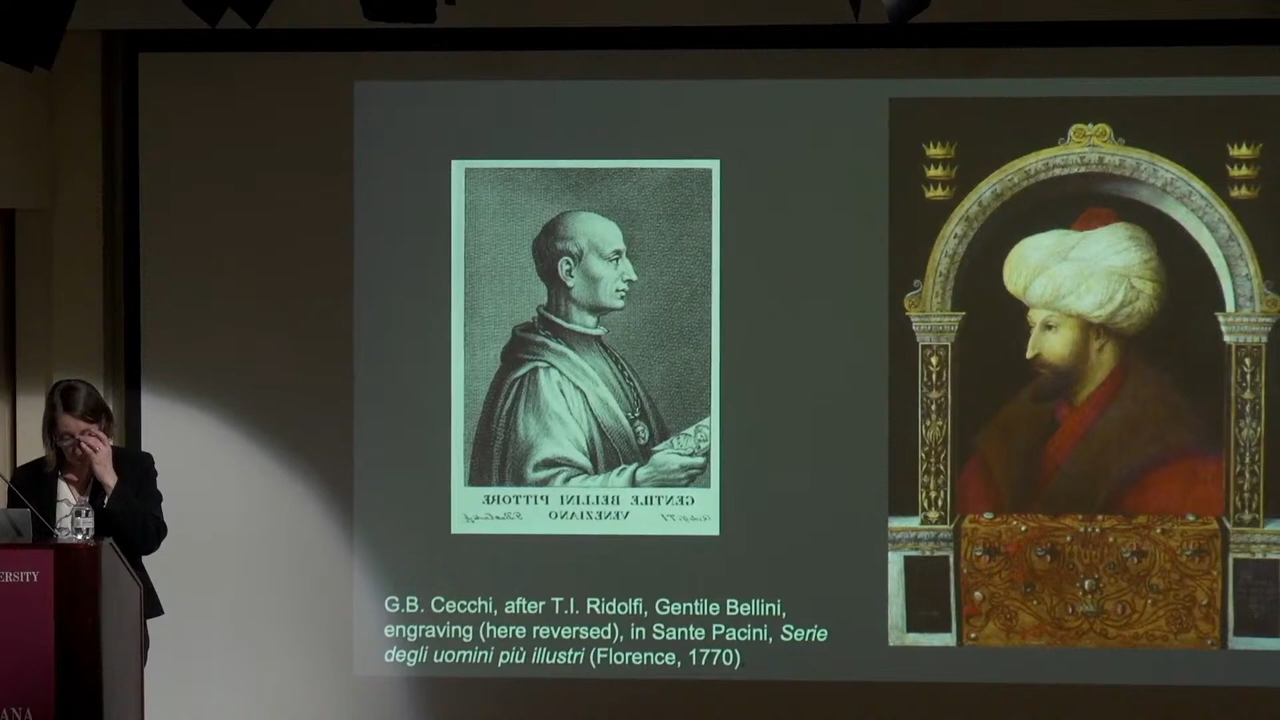 GENTILE BELLINI PITTORE
VENEZIANO
G.B. Cecchi, after T.I. Ridolfi, Gentile Bellini,
engraving (here reversed), in Sante Pacini, Serie
degli uomini più illustri (Florence, 1770)
ERSITY
ANA